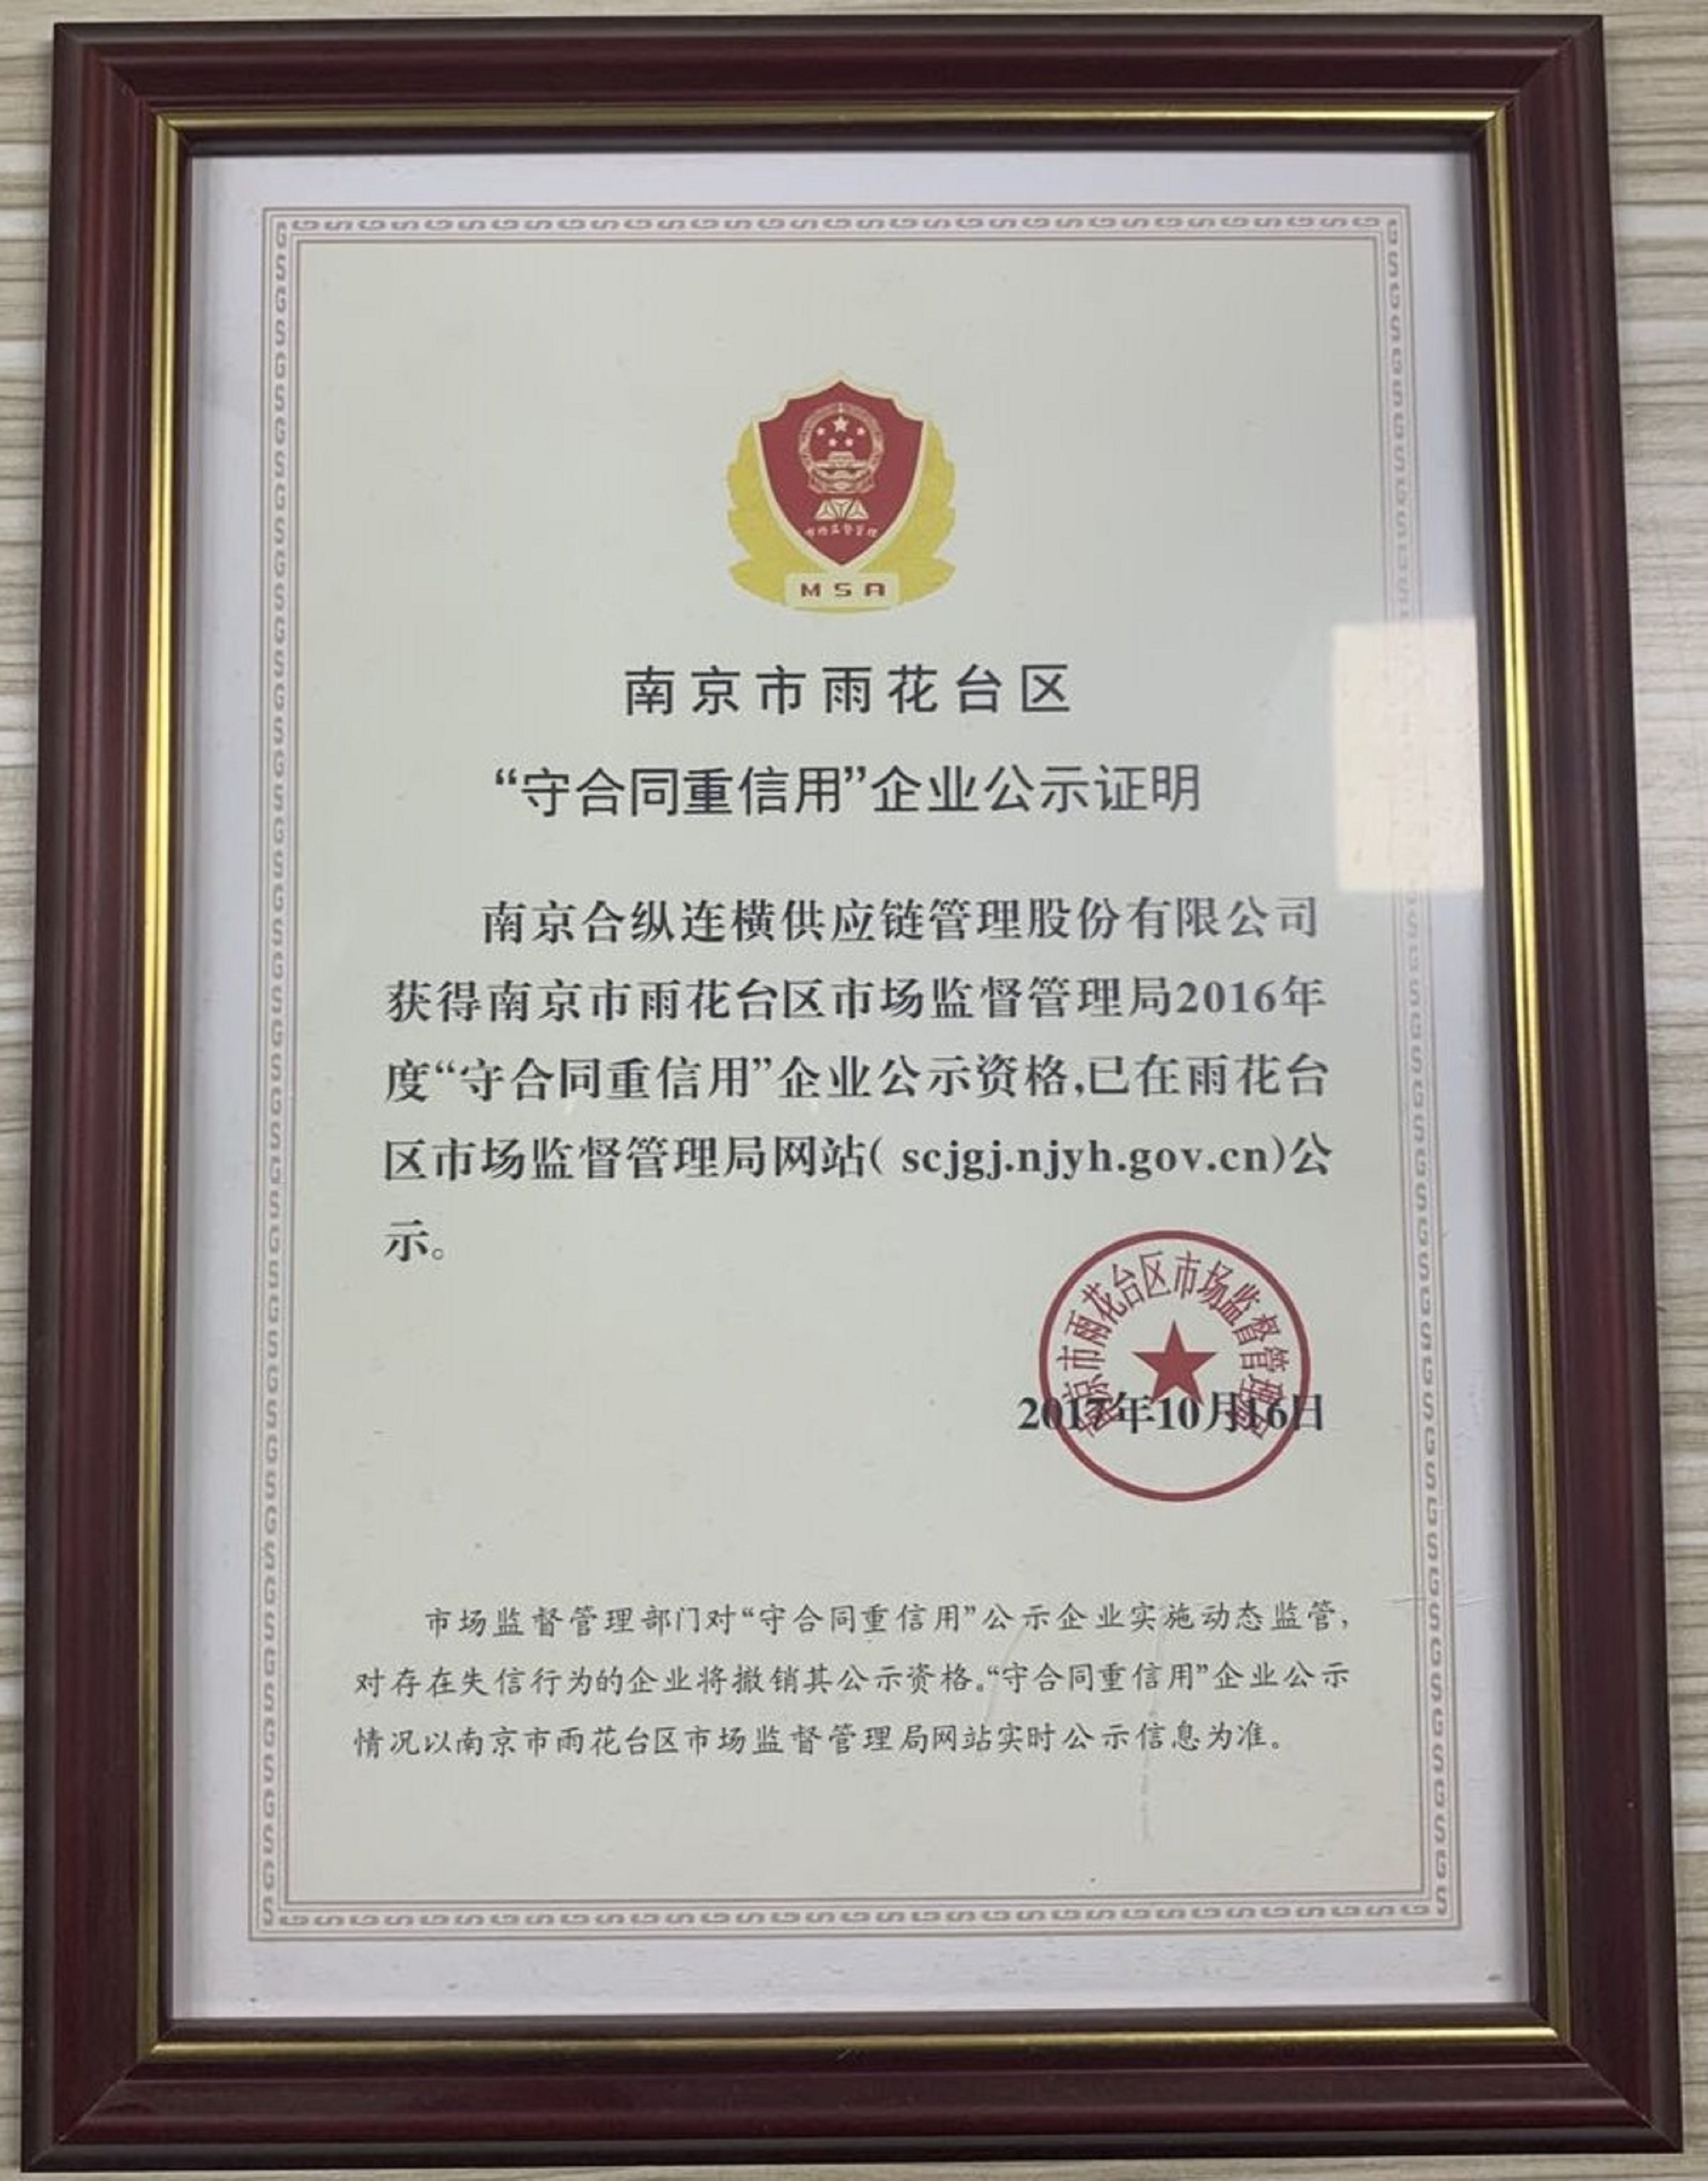 市场监督管理
MSA
南京市雨花台区
“守合同重信用”企业公示证明
南京合纵连横供应链管理股份有限公司
获得南京市雨花台区市场监督管理局2016年
度“守合同重信用”企业公示资格,已在雨花台
区市场监督管理局网站( scjgj.njyh.gov.cn)公
示。
南京市雨花台区市场监督管理局
2017年10月16日
市场监督管理部门对“守合同重信用”公示企业实施动态监管,
对存在失信行为的企业将撤销其公示资格。“守合同重信用”企业公示
情况以南京市雨花台区市场监督管理局网站实时公示信息为准。